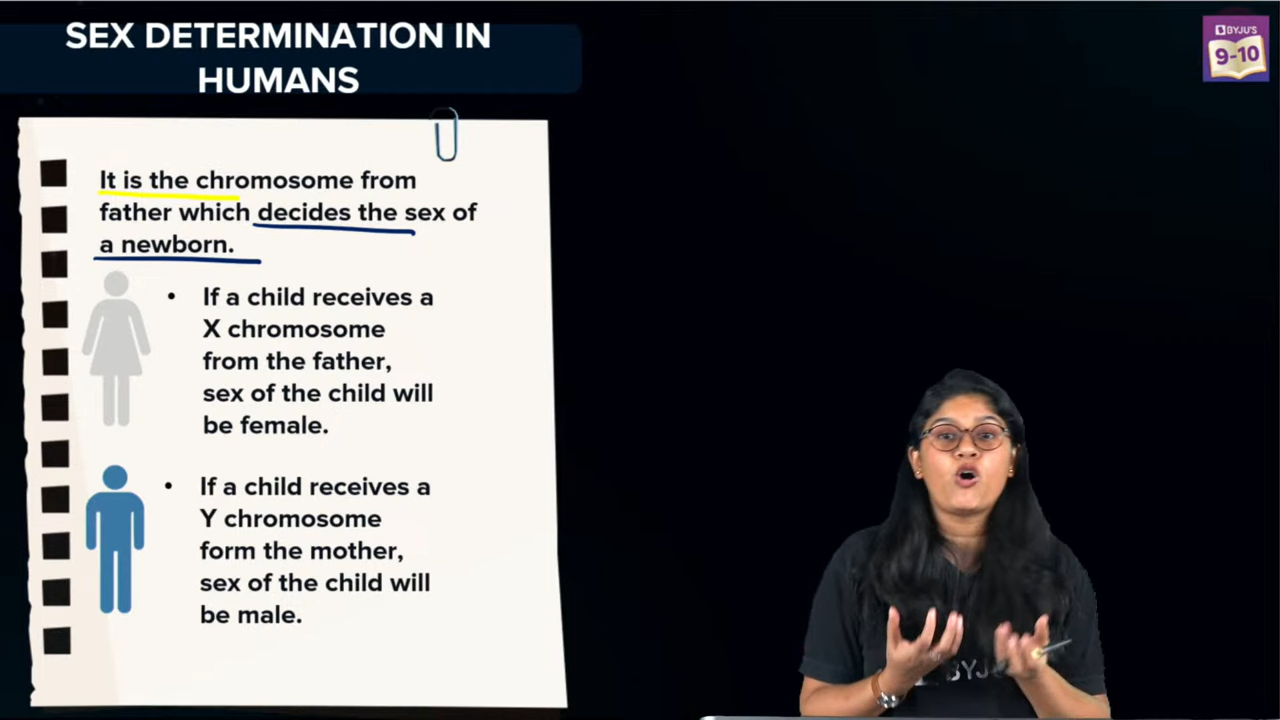 SEX DETERMINATION IN
HUMANS
BYJU'S
9-10
It is the chromosome from
father which decides the sex of
a newborn.
• If a child receives a
X chromosome
from the father,
sex of the child will
be female.
• If a child receives a
Y chromosome
form the mother,
sex of the child will
be male.
BYJ